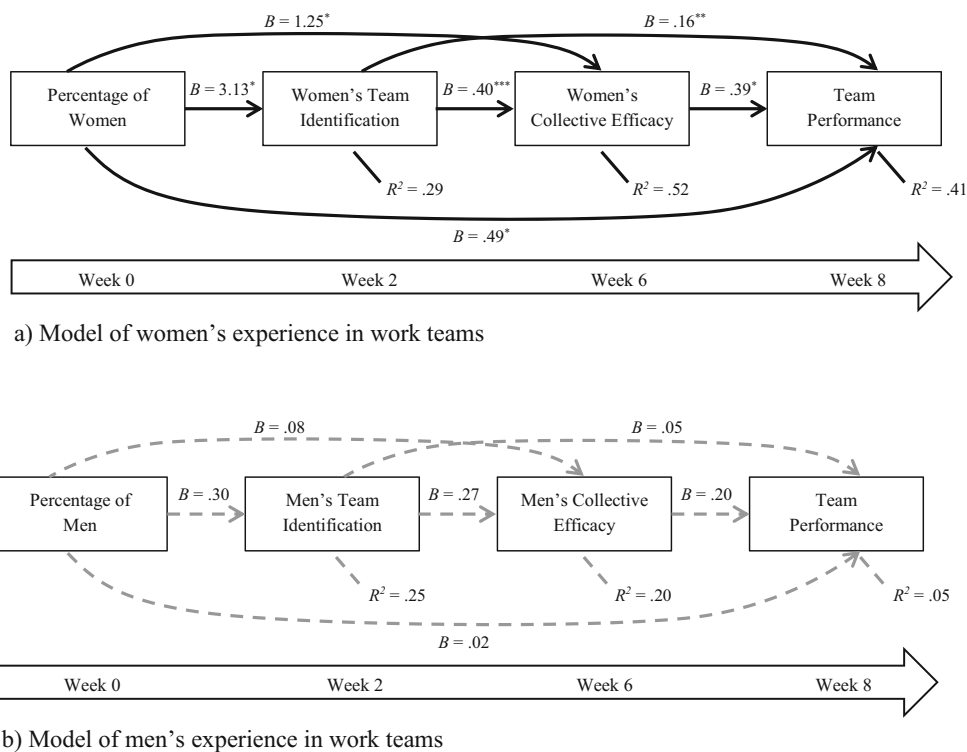 B = 1.25*
B = .16**
Percentage of
Women
B = 3.13*
Women’s Team
Identification
B = .40***
Women’s
Collective Efficacy
B = .39*
Team
Performance
R² = .29
R² = .52
R² = .41
B = .49*
Week 0
Week 2
Week 6
Week 8
a) Model of women’s experience in work teams
B = .08
B = .05
Percentage of
Men
B = .30
Men’s Team
Identification
B = .27
Men’s Collective
Efficacy
B = .20
Team
Performance
R² = .25
R² = .20
R² = .05
B = .02
Week 0
Week 2
Week 6
Week 8
b) Model of men’s experience in work teams